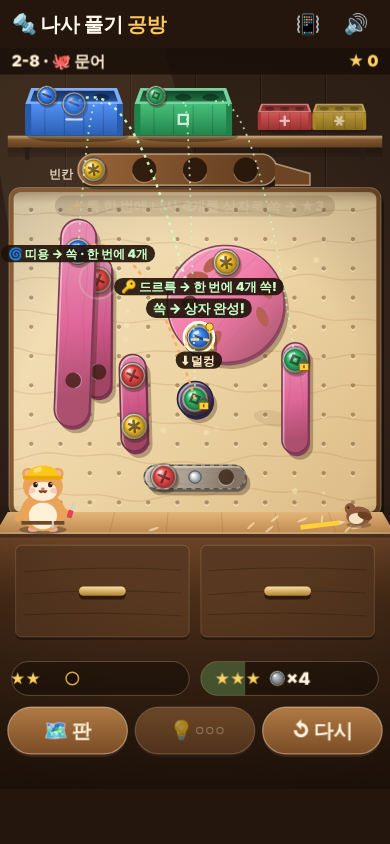 나사 풀기 공방
2-8 · 문어
★ 0
빈칸
띠용 → 쏙 · 한 번에 4개
드르륵 → 한 번에 4개 쏙!
쏙 → 상자 완성!
⬇덜컹
★★
★★★ ×4
판
○○○
다시